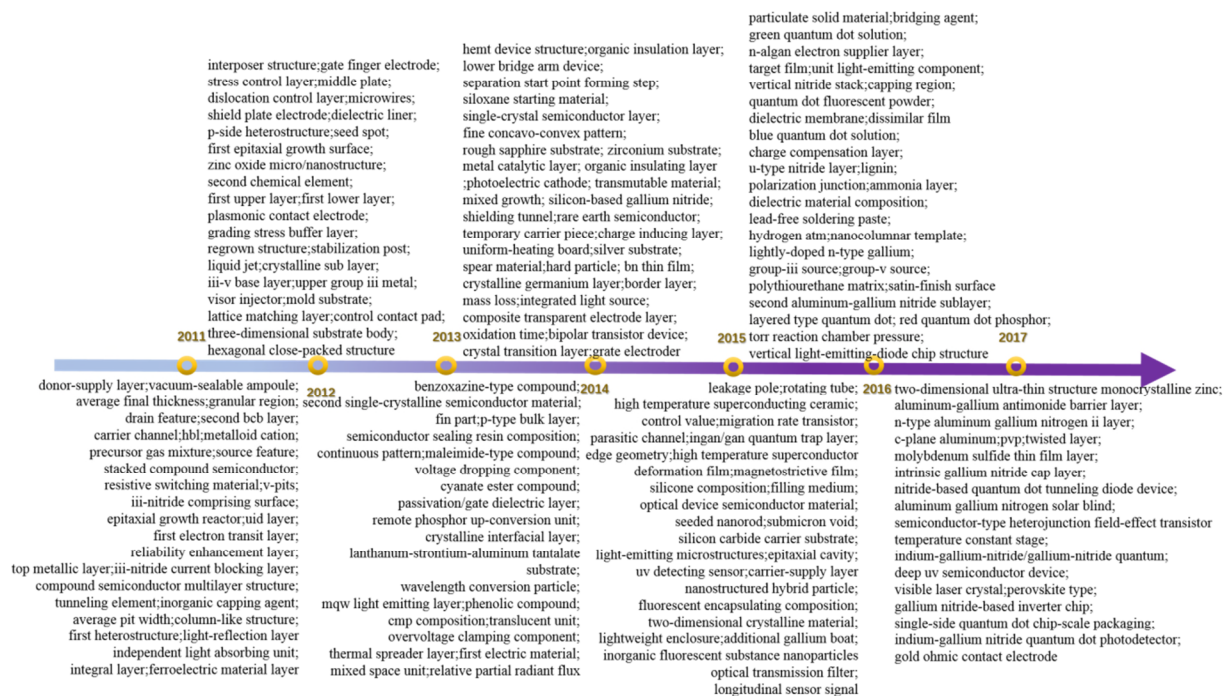 interposer structure;gate finger electrode;
stress control layer;middle plate;
dislocation control layer;microwires;
shield plate electrode;dielectric liner;
p-side heterostructure;seed spot;
first epitaxial growth surface;
zinc oxide micro/nanostructure;
second chemical element;
first upper layer;first lower layer;
plasmonic contact electrode;
grading stress buffer layer;
regrown structure;stabilization post;
liquid jet;crystalline sub layer;
iii-v base layer;upper group iii metal;
visor injector;mold substrate;
lattice matching layer;control contact pad;
three-dimensional substrate body;
hexagonal close-packed structure
hemt device structure;organic insulation layer;
lower bridge arm device;
separation start point forming step;
siloxane starting material;
single-crystal semiconductor layer;
fine concavo-convex pattern;
rough sapphire substrate; zirconium substrate;
metal catalytic layer; organic insulating layer
;photoelectric cathode; transmutable material;
mixed growth; silicon-based gallium nitride;
shielding tunnel;rare earth semiconductor;
temporary carrier piece;charge inducing layer;
uniform-heating board;silver substrate;
spear material;hard particle; bn thin film;
crystalline germanium layer;border layer;
mass loss;integrated light source;
composite transparent electrode layer;
oxidation time;bipolar transistor device;
crystal transition layer;grate electroder
particulate solid material;bridging agent;
green quantum dot solution;
n-algan electron supplier layer;
target film;unit light-emitting component;
vertical nitride stack;capping region;
quantum dot fluorescent powder;
dielectric membrane;dissimilar film
blue quantum dot solution;
charge compensation layer;
u-type nitride layer;lignin;
polarization junction;ammonia layer;
dielectric material composition;
lead-free soldering paste;
hydrogen atm;nanocolumnar template;
lightly-doped n-type gallium;
group-iii source;group-v source;
polythiourethane matrix;satin-finish surface
second aluminum-gallium nitride sublayer;
layered type quantum dot; red quantum dot phosphor;
torr reaction chamber pressure;
vertical light-emitting-diode chip structure
2011
2013
2015
2017
2012
2014
2016
donor-supply layer;vacuum-sealable ampoule;
average final thickness;granular region;
drain feature;second bcb layer;
carrier channel;hbl;metalloid cation;
precursor gas mixture;source feature;
stacked compound semiconductor;
resistive switching material;v-pits;
iii-nitride comprising surface;
epitaxial growth reactor;uid layer;
first electron transit layer;
reliability enhancement layer;
top metallic layer;iii-nitride current blocking layer;
compound semiconductor multilayer structure;
tunneling element;inorganic capping agent;
average pit width;column-like structure;
first heterostructure;light-reflection layer
independent light absorbing unit;
integral layer;ferroelectric material layer
benzoxazine-type compound;
second single-crystalline semiconductor material;
fin part;p-type bulk layer;
semiconductor sealing resin composition;
continuous pattern;maleimide-type compound;
voltage dropping component;
cyanate ester compound;
passivation/gate dielectric layer;
remote phosphor up-conversion unit;
crystalline interfacial layer;
lanthanum-strontium-aluminum tantalate
substrate;
wavelength conversion particle;
mqw light emitting layer;phenolic compound;
cmp composition;translucent unit;
overvoltage clamping component;
thermal spreader layer;first electric material;
mixed space unit;relative partial radiant flux
leakage pole;rotating tube;
high temperature superconducting ceramic;
control value;migration rate transistor;
parasitic channel;ingan/gan quantum trap layer;
edge geometry;high temperature superconductor
deformation film;magnetostrictive film;
silicone composition;filling medium;
optical device semiconductor material;
seeded nanorod;submicron void;
silicon carbide carrier substrate;
light-emitting microstructures;epitaxial cavity;
uv detecting sensor;carrier-supply layer
nanostructured hybrid particle;
fluorescent encapsulating composition;
two-dimensional crystalline material;
lightweight enclosure;additional gallium boat;
inorganic fluorescent substance nanoparticles
optical transmission filter;
longitudinal sensor signal
two-dimensional ultra-thin structure monocrystalline zinc;
aluminum-gallium antimonide barrier layer;
n-type aluminum gallium nitrogen ii layer;
c-plane aluminum;pvp;twisted layer;
molybdenum sulfide thin film layer;
intrinsic gallium nitride cap layer;
nitride-based quantum dot tunneling diode device;
aluminum gallium nitrogen solar blind;
semiconductor-type heterojunction field-effect transistor
temperature constant stage;
indium-gallium-nitride/gallium-nitride quantum;
deep uv semiconductor device;
visible laser crystal;perovskite type;
gallium nitride-based inverter chip;
single-side quantum dot chip-scale packaging;
indium-gallium nitride quantum dot photodetector;
gold ohmic contact electrode